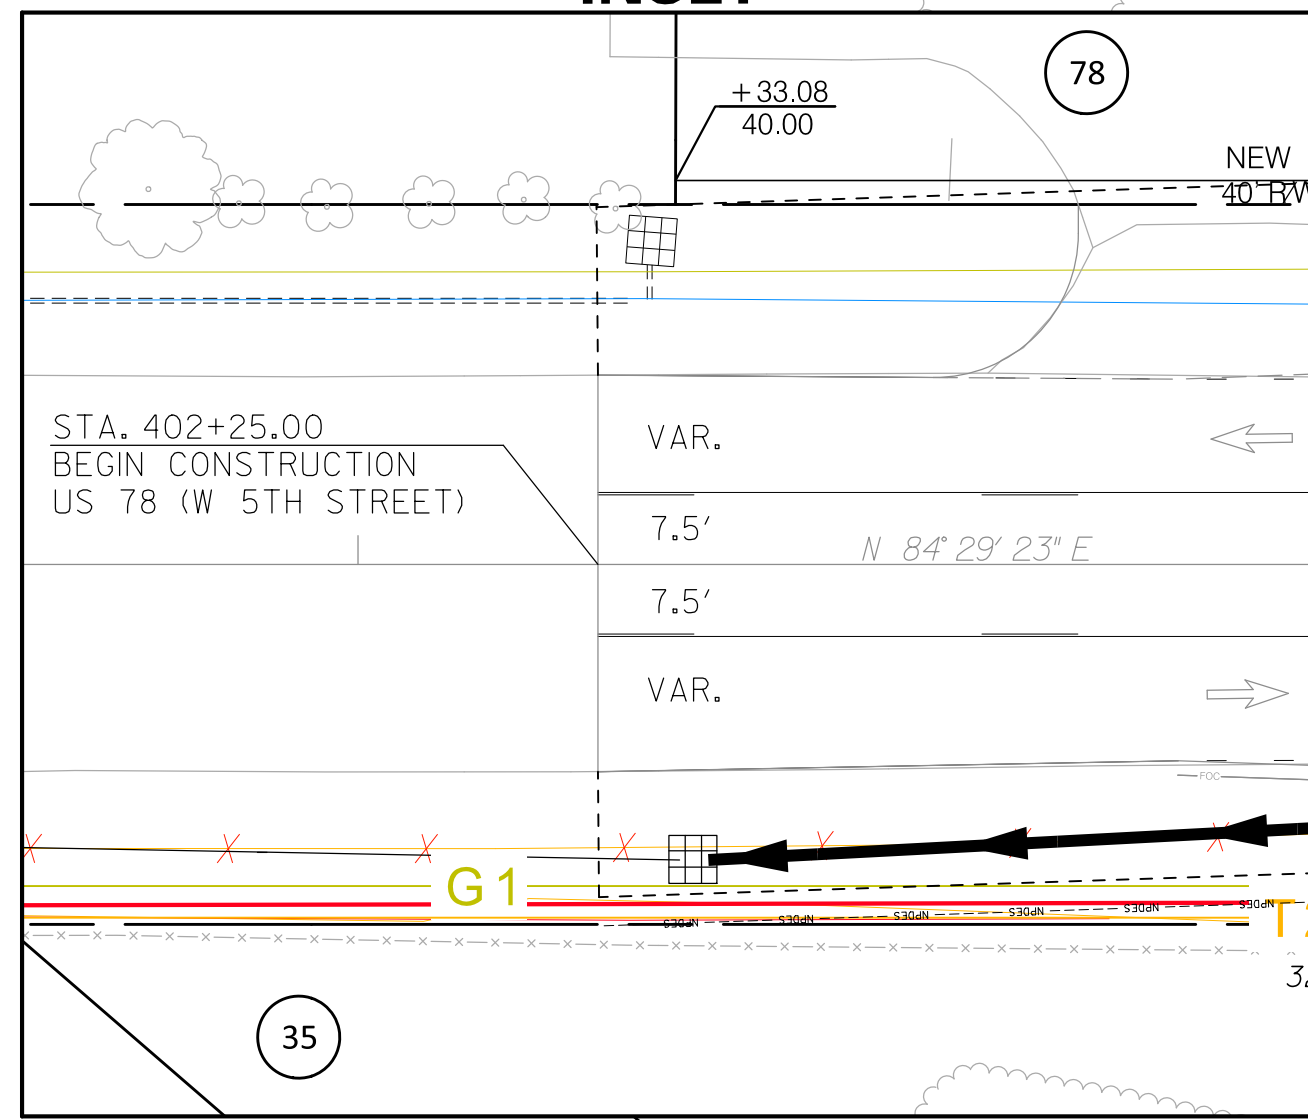 78
+33.08
40.00
NEW
STA. 402+25.00
BEGIN CONSTRUCTION
US 78 (W 5TH STREET)
VAR.
7.5′
N 84° 29′ 23" E
7.5′
VAR.
FOC
G1
NPDES NPDES NPDES NPDES NPDES NPDES
35